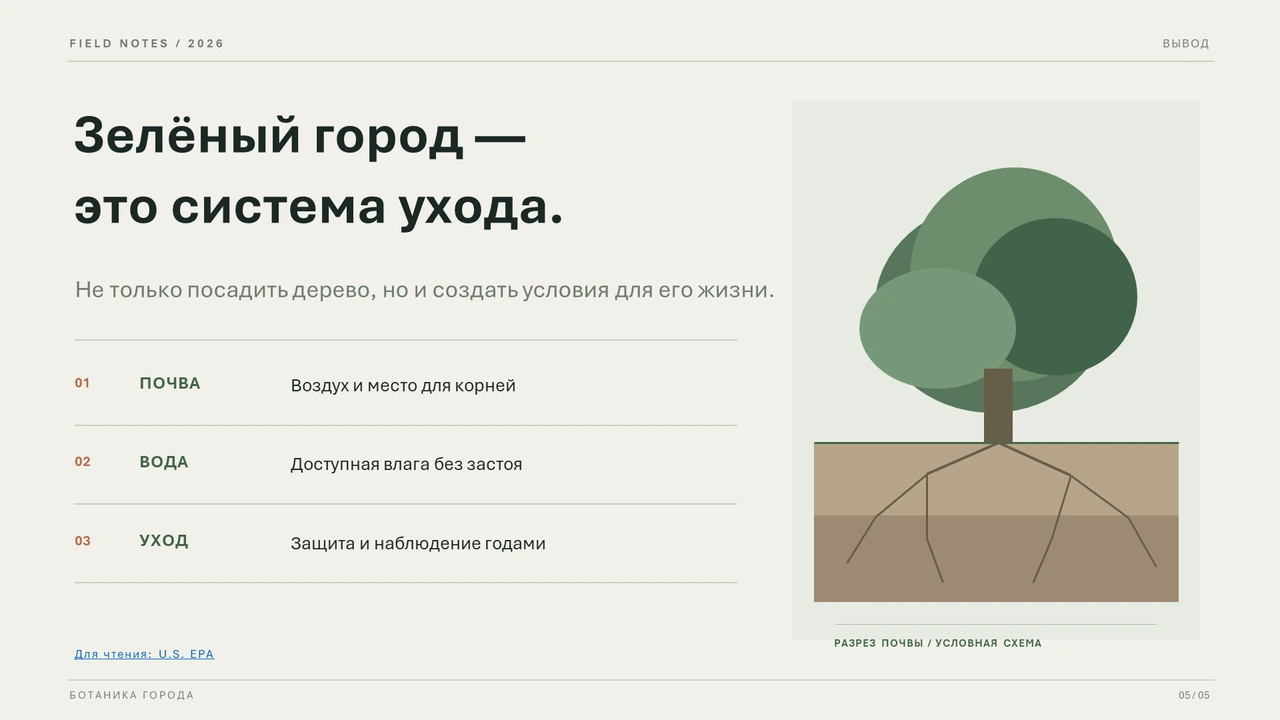 FIELD NOTES / 2026
ВЫВОД
Зелёный город —
это система ухода.
Не только посадить дерево, но и создать условия для его жизни.
01 ПОЧВА Воздух и место для корней
02 ВОДА Доступная влага без застоя
03 УХОД Защита и наблюдение годами
РАЗРЕЗ ПОЧВЫ / УСЛОВНАЯ СХЕМА
Для чтения: U.S. EPA
БОТАНИКА ГОРОДА
05/05